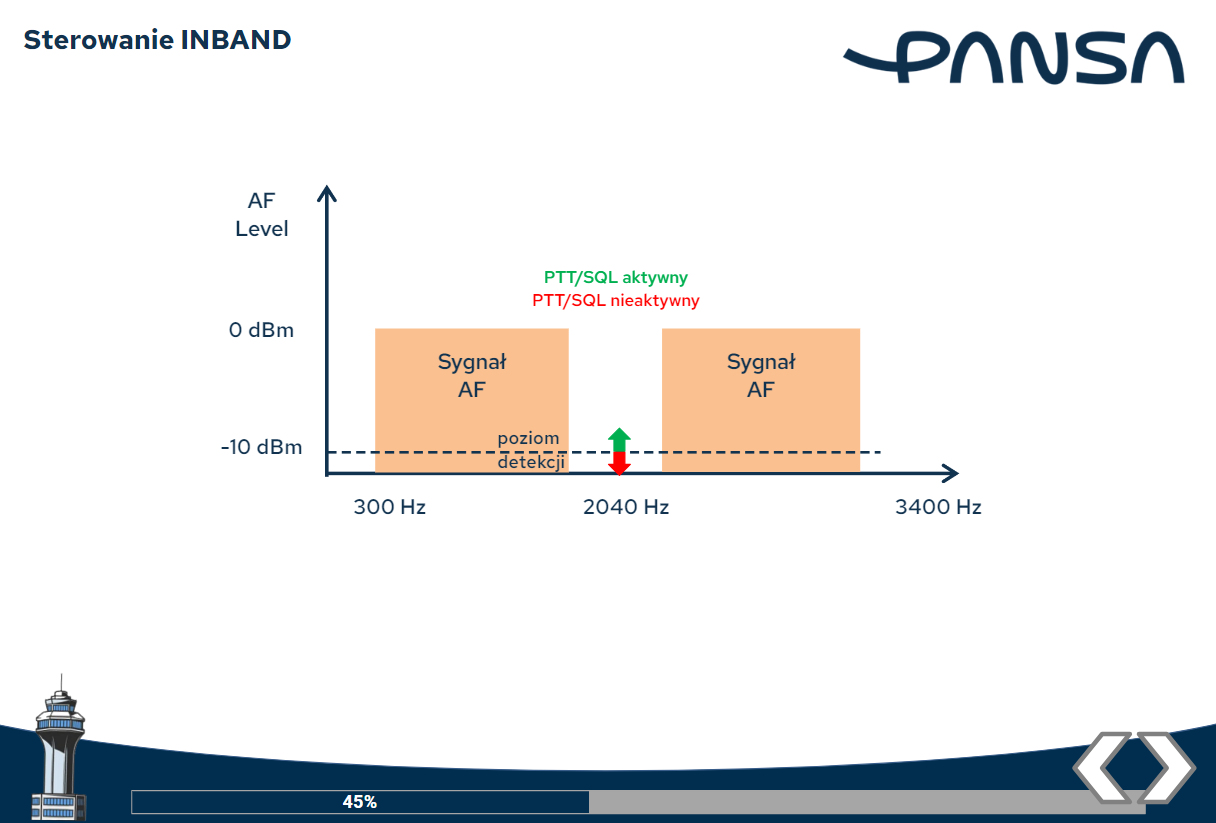 Sterowanie INBAND
PANSA
AF
Level
PTT/SQL aktywny
PTT/SQL nieaktywny
0 dBm
Sygnał
AF
Sygnał
AF
-10 dBm
poziom
detekcji
300 Hz
2040 Hz
3400 Hz
45%